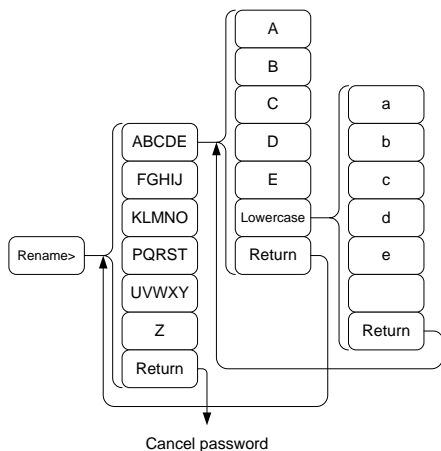 Rename>
ABCDE
FGHIJ
KLMNO
PQRST
UVWXY
Z
Return
A
B
C
D
E
Lowercase
Return
a
b
c
d
e
Return
Cancel password